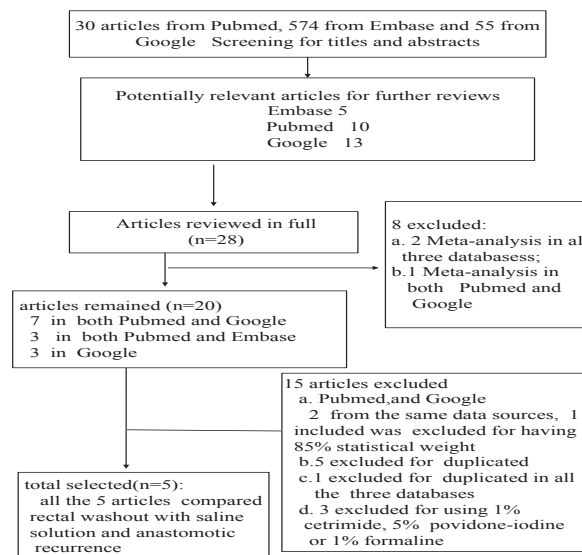 30 articles from Pubmed, 574 from Embase and 55 from
Google Screening for titles and abstracts
Potentially relevant articles for further reviews
Embase 5
Pubmed 10
Google 13
Articles reviewed in full
(n=28)
8 excluded:
a. 2 Meta-analysis in all
three databasess;
b.1 Meta-analysis in
both Pubmed and
Google
articles remained (n=20)
7 in both Pubmed and Google
3 in both Pubmed and Embase
3 in Google
15 articles excluded
a. Pubmed,and Google
2 from the same data sources, 1
included was excluded for having
85% statistical weight
b.5 excluded for duplicated
c.1 excluded for duplicated in all
the three databases
d. 3 excluded for using 1%
cetrimide, 5% povidone-iodine
or 1% formaline
total selected(n=5):
all the 5 articles compared
rectal washout with saline
solution and anastomotic
recurrence